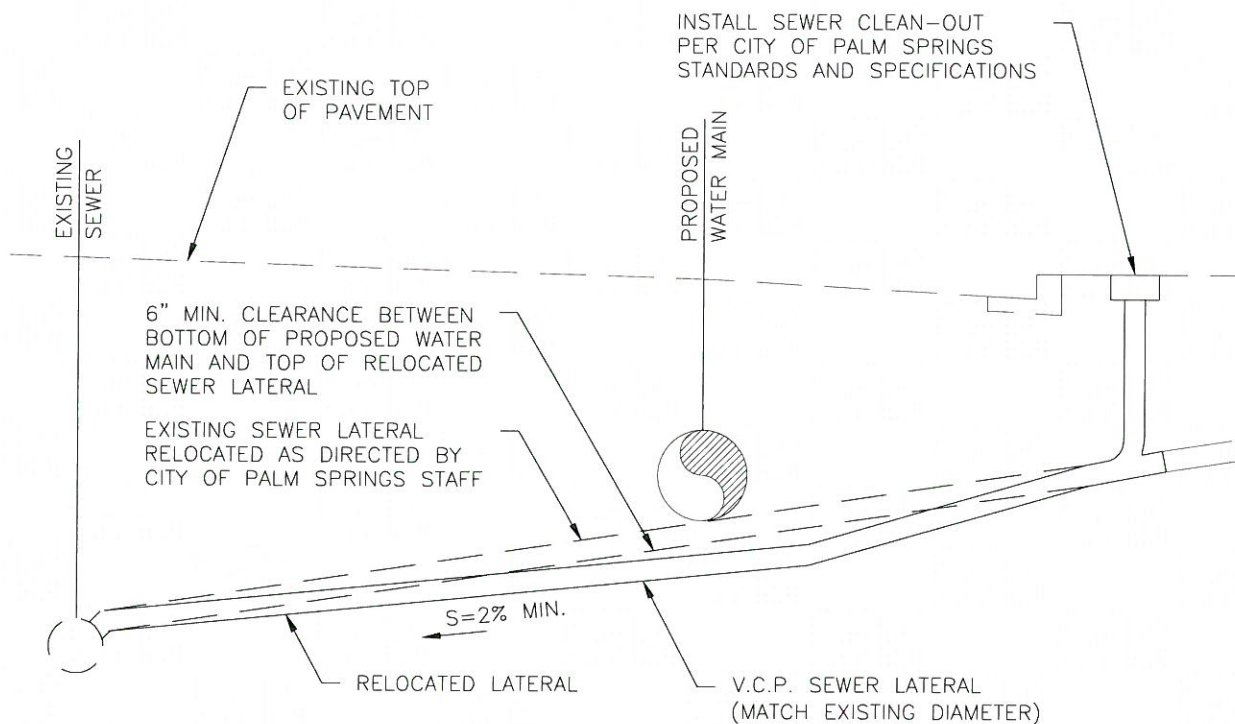 INSTALL SEWER CLEAN-OUT
PER CITY OF PALM SPRINGS
STANDARDS AND SPECIFICATIONS
EXISTING TOP
OF PAVEMENT
EXISTING
SEWER
PROPOSED
WATER MAIN
6" MIN. CLEARANCE BETWEEN
BOTTOM OF PROPOSED WATER
MAIN AND TOP OF RELOCATED
SEWER LATERAL
EXISTING SEWER LATERAL
RELOCATED AS DIRECTED BY
CITY OF PALM SPRINGS STAFF
S=2% MIN.
RELOCATED LATERAL
V.C.P. SEWER LATERAL
(MATCH EXISTING DIAMETER)